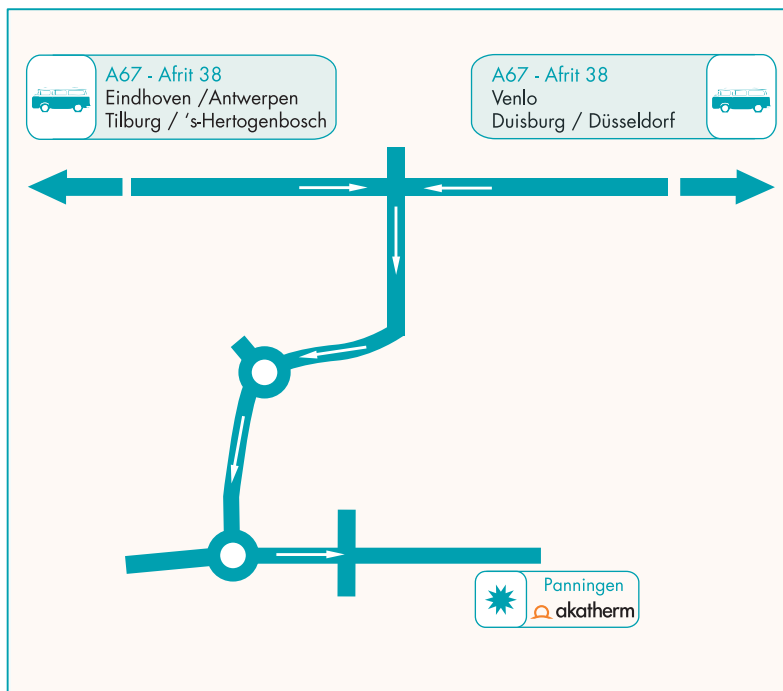 A67 - Afrit 38
Eindhoven /Antwerpen
Tilburg / ‘s-Hertogenbosch
A67 - Afrit 38
Venlo
Duisburg / Düsseldorf
Panningen
akatherm